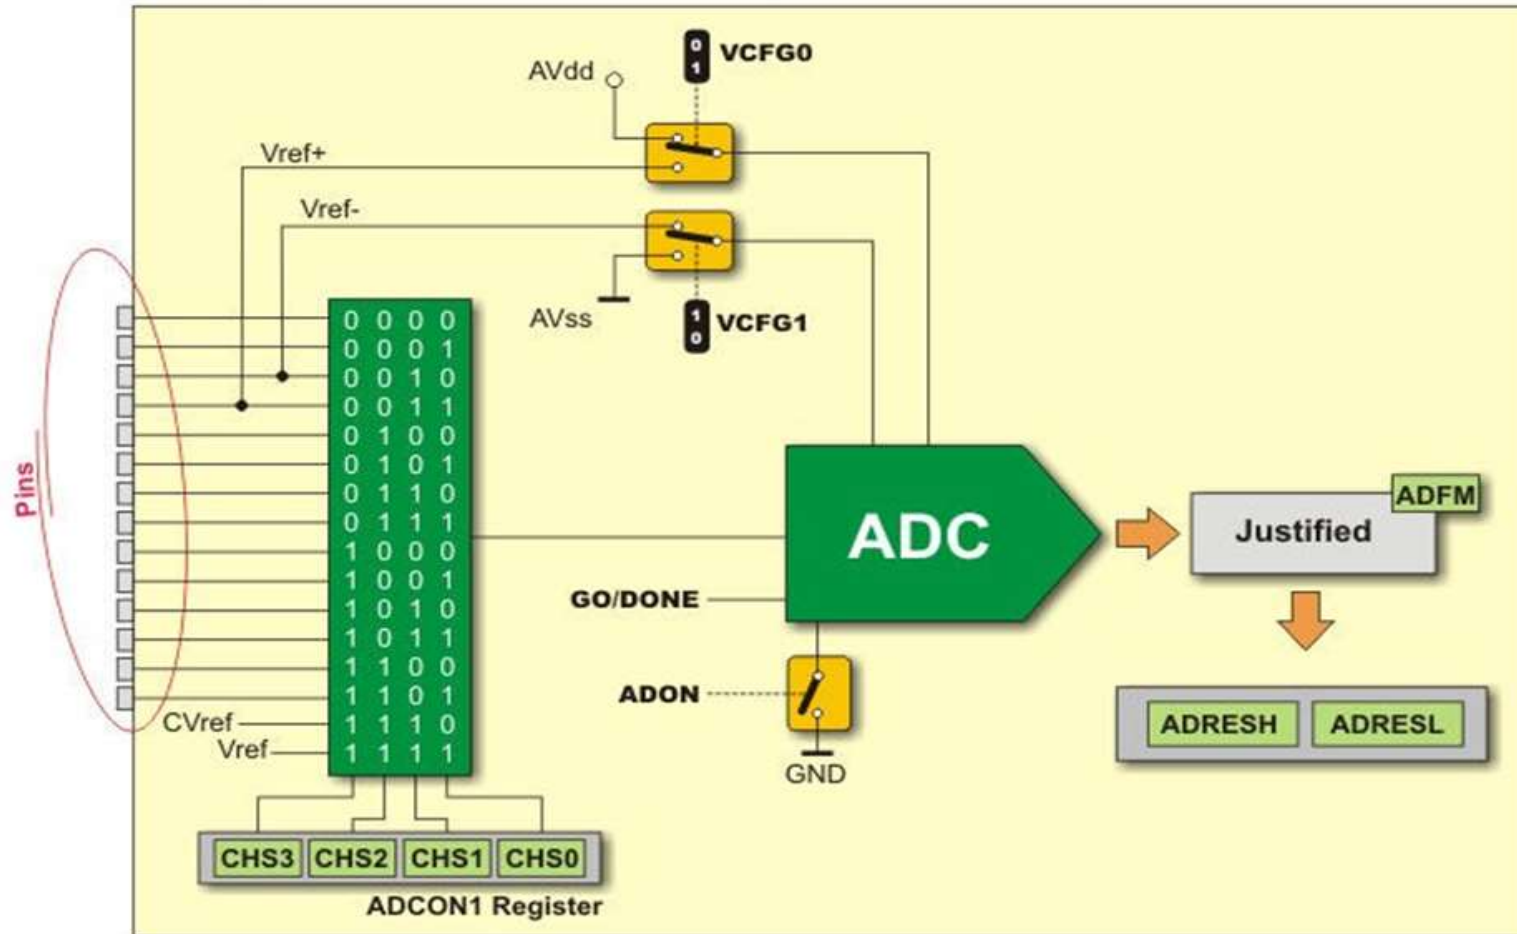 VCFG0
0
1
AVdd
Vref+
Vref-
AVss
1
0
VCFG1
Pins
0 0 0 0
0 0 0 1
0 0 1 0
0 0 1 1
0 1 0 0
0 1 0 1
0 1 1 0
0 1 1 1
1 0 0 0
1 0 0 1
1 0 1 0
1 0 1 1
1 1 0 0
1 1 0 1
CVref 1 1 1 0
Vref 1 1 1 1
ADC
GO/DONE
ADON
GND
ADFM
Justified
ADRESH ADRESL
CHS3 CHS2 CHS1 CHS0
ADCON1 Register